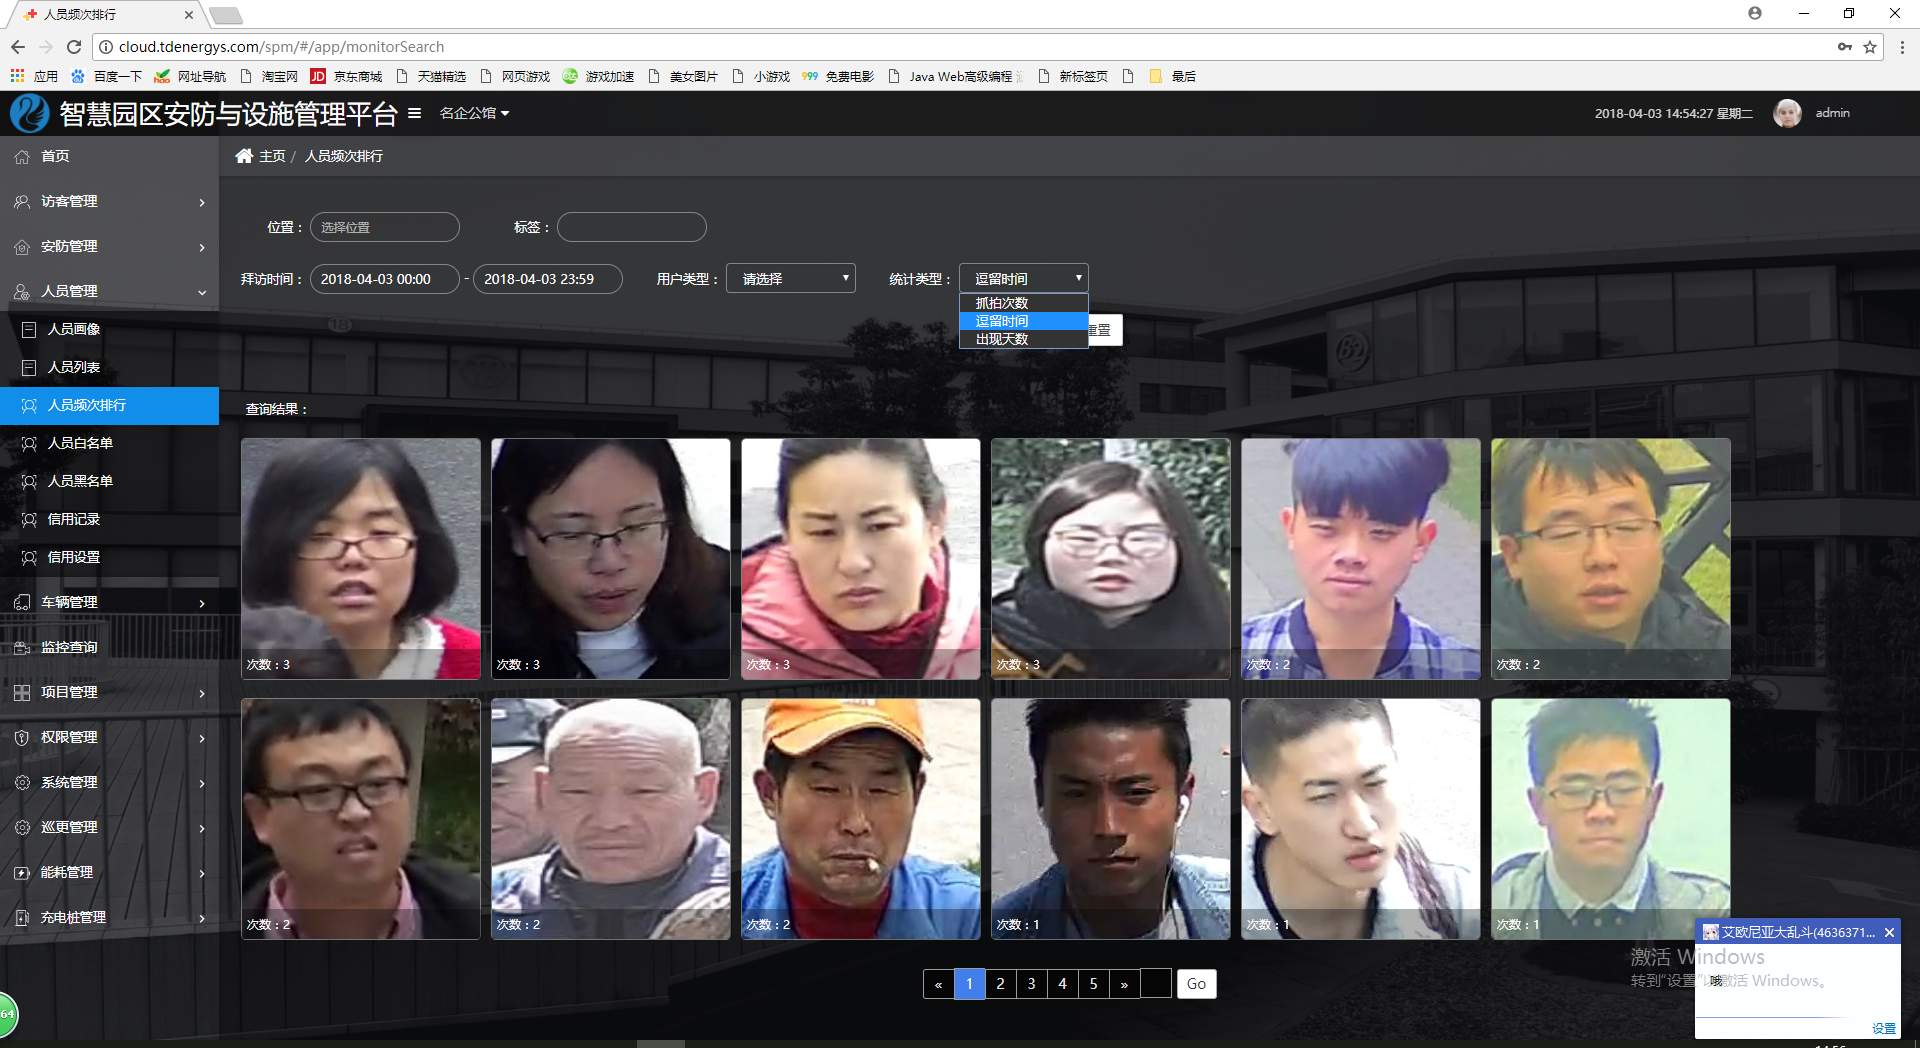 人员频次排行
cloud.tdenergys.com/spm/#/app/monitorSearch
应用 百度一下 网址导航 淘宝网 JD 京东商城 天猫精选 网页游戏 游戏加速 美女图片 小游戏 999 免费电影 Java Web高级编程 新标签页 最后
智慧园区安防与设施管理平台 名企公馆 2018-04-03 14:54:27 星期二 admin
首页
访客管理
安防管理
人员管理
人员画像
人员列表
人员频次排行
人员白名单
人员黑名单
信用记录
信用设置
车辆管理
监控查询
项目管理
权限管理
系统管理
巡更管理
能耗管理
充电桩管理
64
主页 / 人员频次排行
位置： 选择位置 标签：
拜访时间： 2018-04-03 00:00 - 2018-04-03 23:59 用户类型： 请选择 统计类型： 逗留时间
抓拍次数
逗留时间
出现天数
重置
18
B2
查询结果：
次数：3 次数：3 次数：3 次数：3 次数：2 次数：2
次数：2 次数：2 次数：2 次数：1 次数：1 次数：1
« 1 2 3 4 5 » Go
艾欧尼亚大乱斗(4636371...
哦
设置
激活 Windows
转到"设置"以激活 Windows。